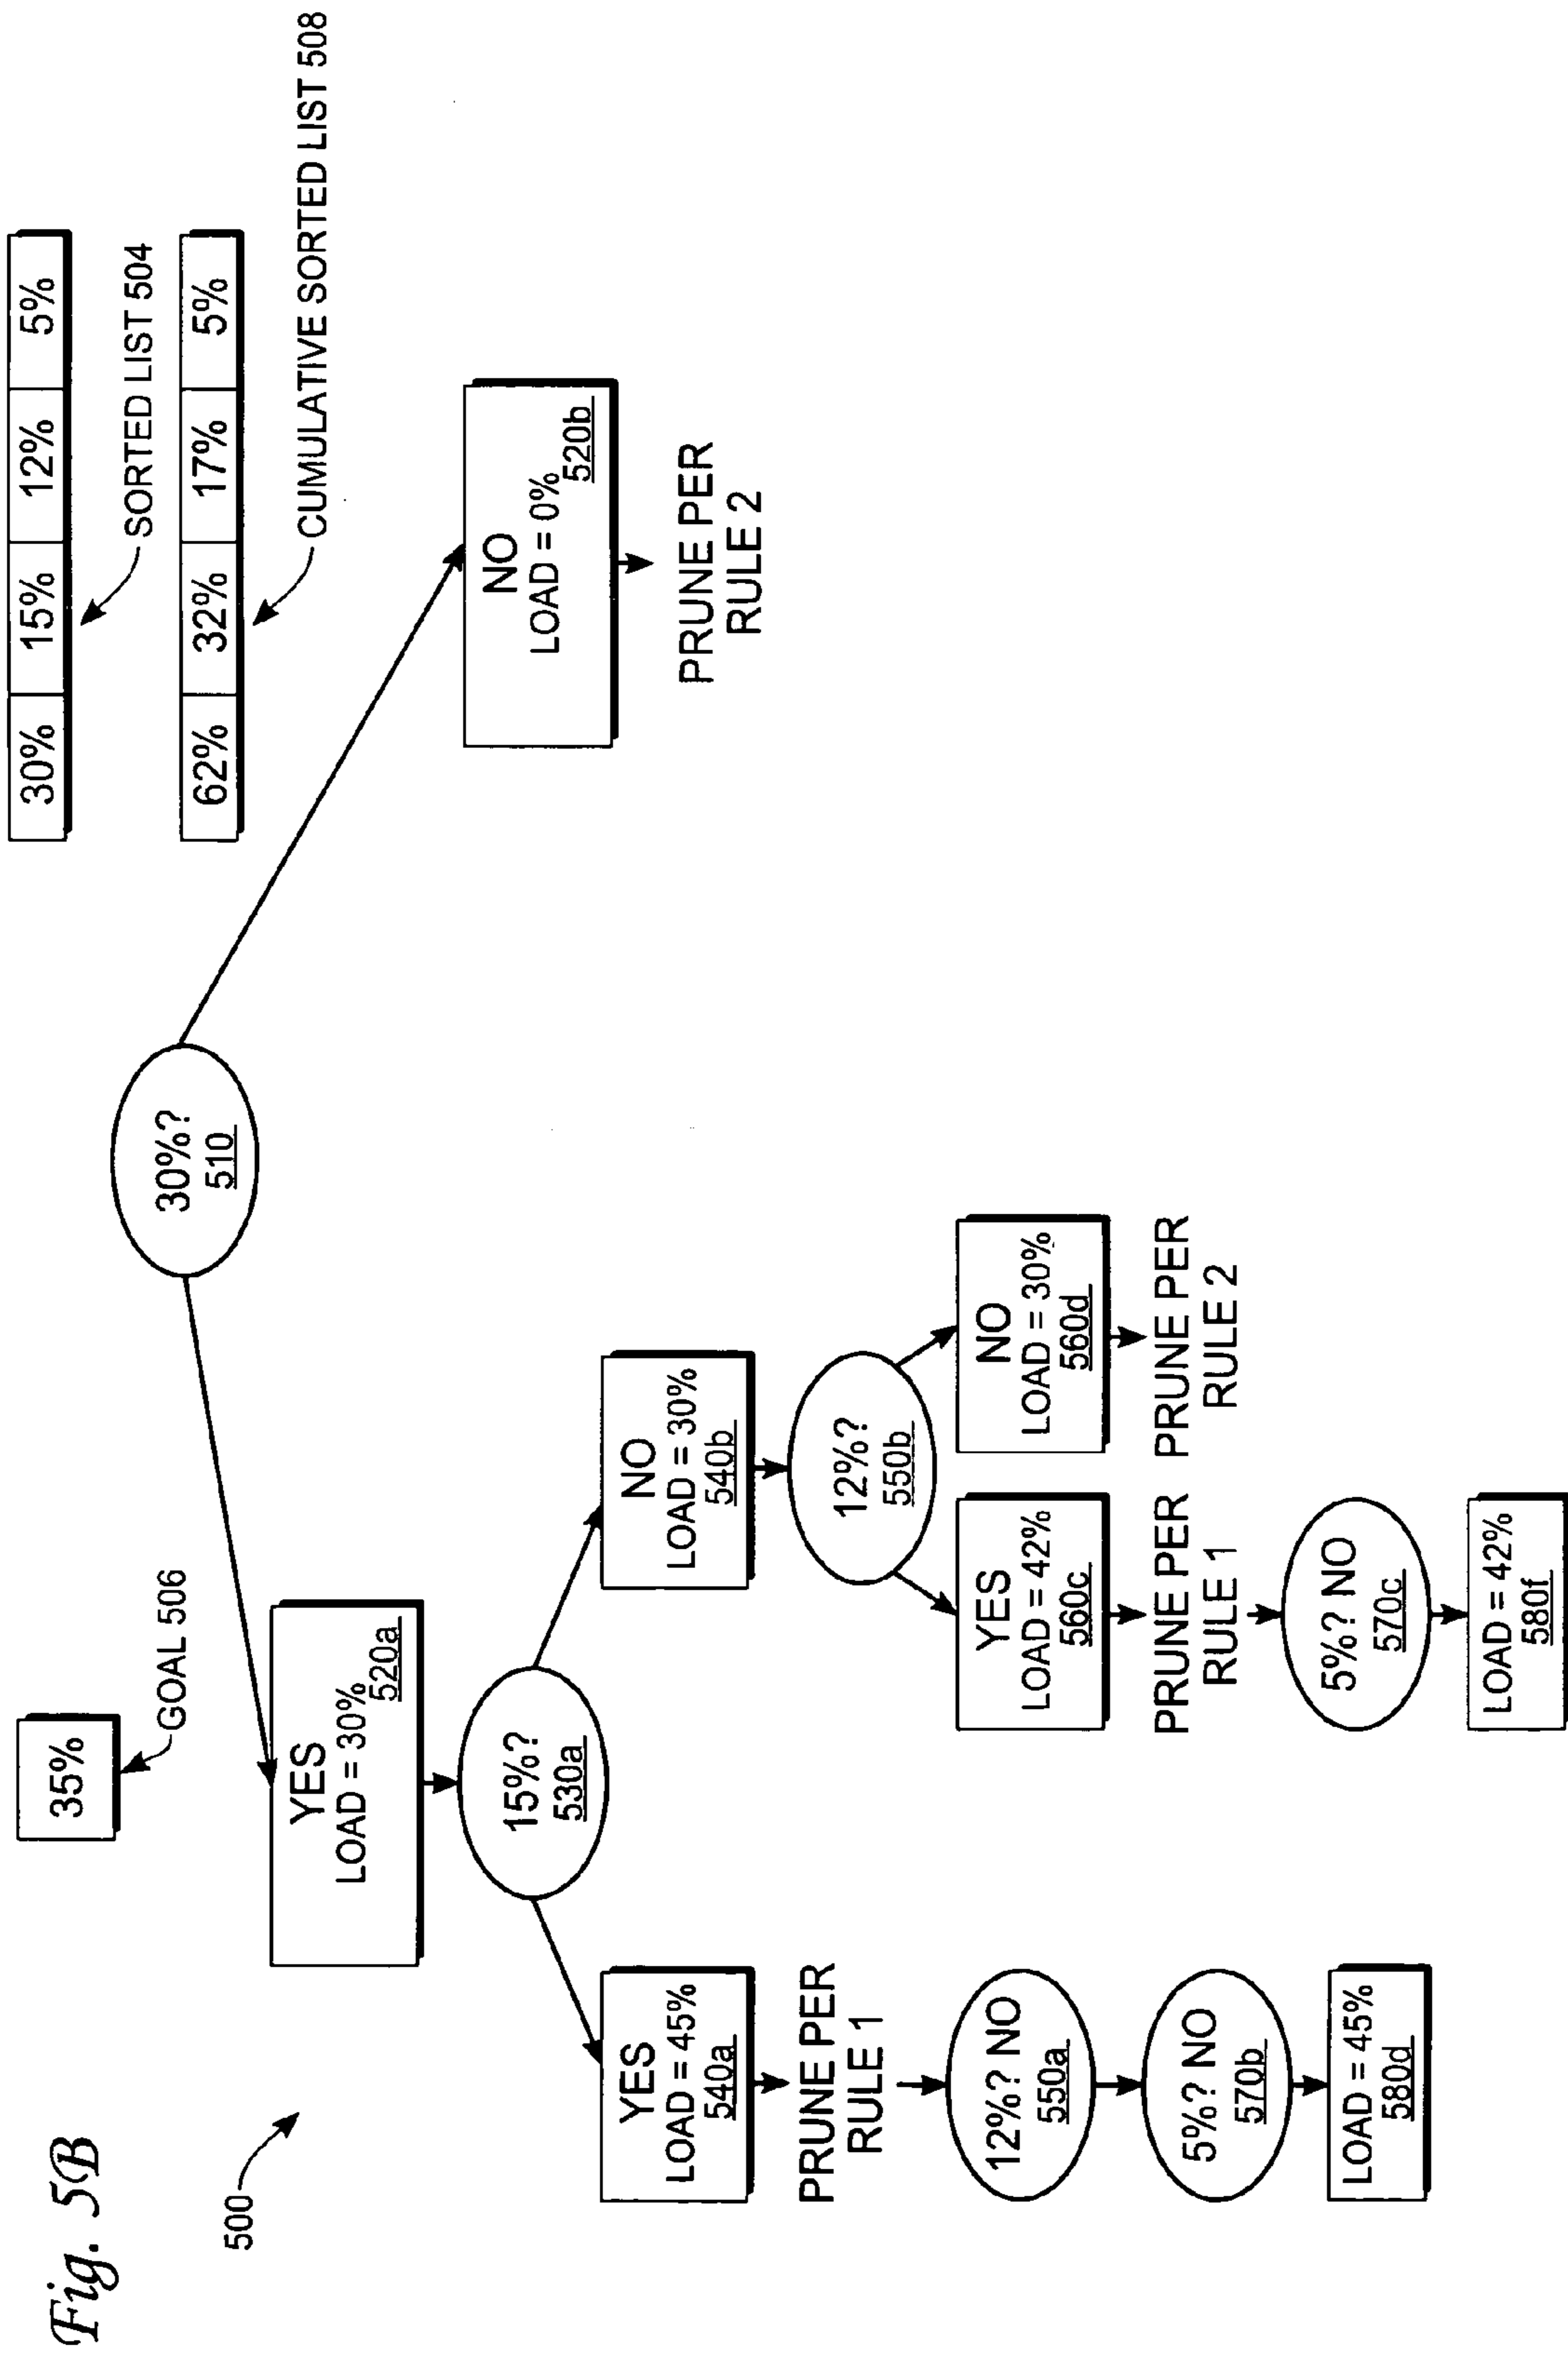 Fig. 5B
500
35%
GOAL 506
30% 15% 12% 5%
SORTED LIST 504
62% 32% 17% 5%
CUMULATIVE SORTED LIST 508
30%?
510
YES
LOAD = 30%
520a
NO
LOAD = 0%
520b
PRUNE PER
RULE 2
15%?
530a
YES
LOAD = 45%
540a
PRUNE PER
RULE 1
12%? NO
550a
5%? NO
570b
LOAD = 45%
580d
NO
LOAD = 30%
540b
12%?
550b
YES
LOAD = 42%
560c
PRUNE PER
RULE 1
5%? NO
570c
LOAD = 42%
580f
NO
LOAD = 30%
560d
PRUNE PER
RULE 2